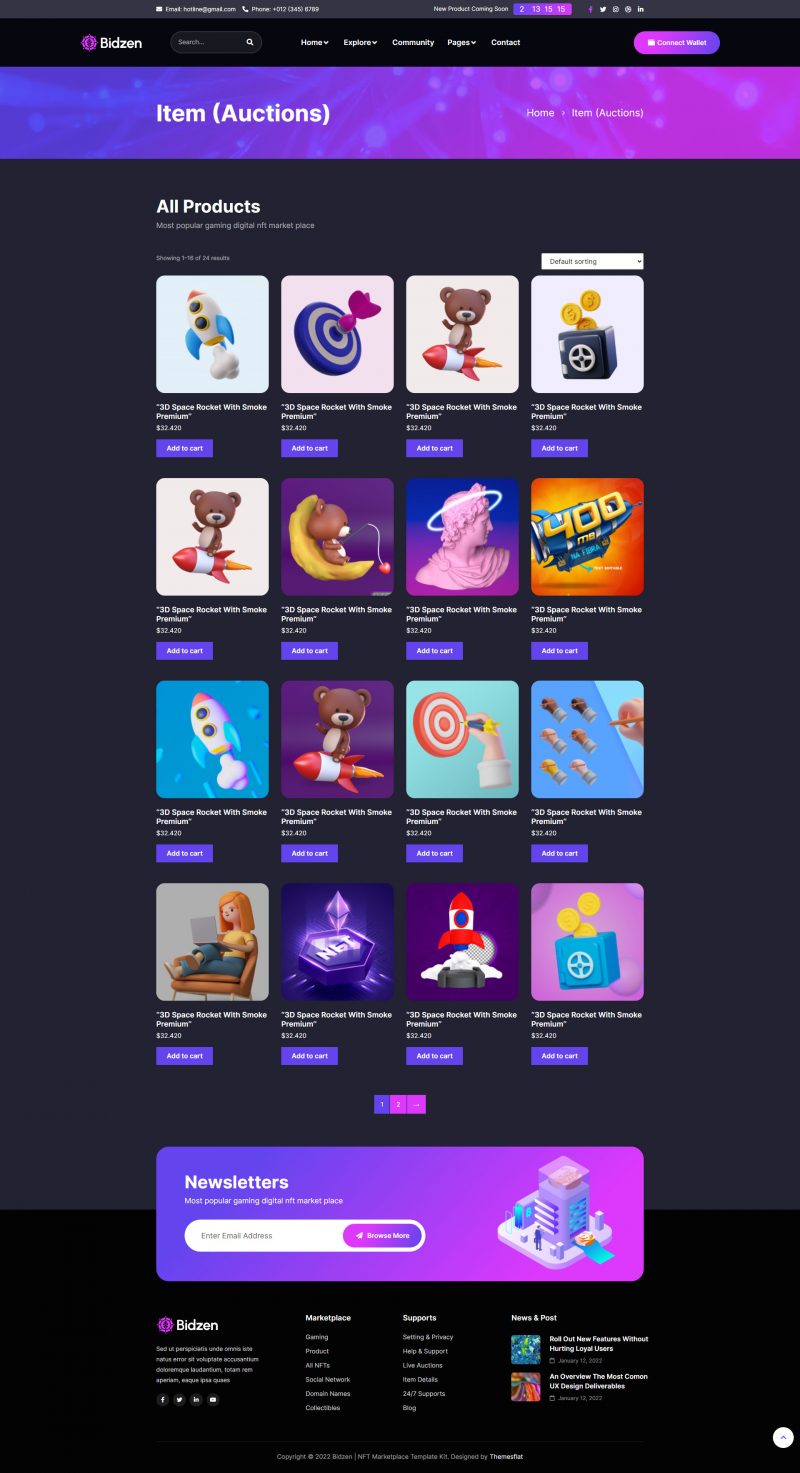 Email: hotline@gmail.com Phone: +012 (345) 6789
New Product Coming Soon 2 13 15 15
Bidzen
Search...
Home Explore Community Pages Contact
Connect Wallet
Item (Auctions)
Home › Item (Auctions)
All Products
Most popular gaming digital nft market place
Showing 1–16 of 24 results
Default sorting
"3D Space Rocket With Smoke
Premium"
$32.420
Add to cart
"3D Space Rocket With Smoke
Premium"
$32.420
Add to cart
"3D Space Rocket With Smoke
Premium"
$32.420
Add to cart
"3D Space Rocket With Smoke
Premium"
$32.420
Add to cart
400
MB
NA FIBRA
TEXT EDITABLE
"3D Space Rocket With Smoke
Premium"
$32.420
Add to cart
"3D Space Rocket With Smoke
Premium"
$32.420
Add to cart
"3D Space Rocket With Smoke
Premium"
$32.420
Add to cart
"3D Space Rocket With Smoke
Premium"
$32.420
Add to cart
"3D Space Rocket With Smoke
Premium"
$32.420
Add to cart
"3D Space Rocket With Smoke
Premium"
$32.420
Add to cart
"3D Space Rocket With Smoke
Premium"
$32.420
Add to cart
"3D Space Rocket With Smoke
Premium"
$32.420
Add to cart
NFT
"3D Space Rocket With Smoke
Premium"
$32.420
Add to cart
"3D Space Rocket With Smoke
Premium"
$32.420
Add to cart
"3D Space Rocket With Smoke
Premium"
$32.420
Add to cart
"3D Space Rocket With Smoke
Premium"
$32.420
Add to cart
1 2 →
Newsletters
Most popular gaming digital nft market place
Enter Email Address
Browse More
Bidzen
Sed ut perspiciatis unde omnis iste
natus error sit voluptate accusantium
doloremque laudantium, totam rem
aperiam, eaque ipsa quaes
Marketplace
Gaming
Product
All NFTs
Social Network
Domain Names
Collectibles
Supports
Setting & Privacy
Help & Support
Live Auctions
Item Details
24/7 Supports
Blog
News & Post
Roll Out New Features Without
Hurting Loyal Users
January 12, 2022
An Overview The Most Comon
UX Design Deliverables
January 12, 2022
Copyright © 2022 Bidzen | NFT Marketplace Template Kit. Designed by Themesflat